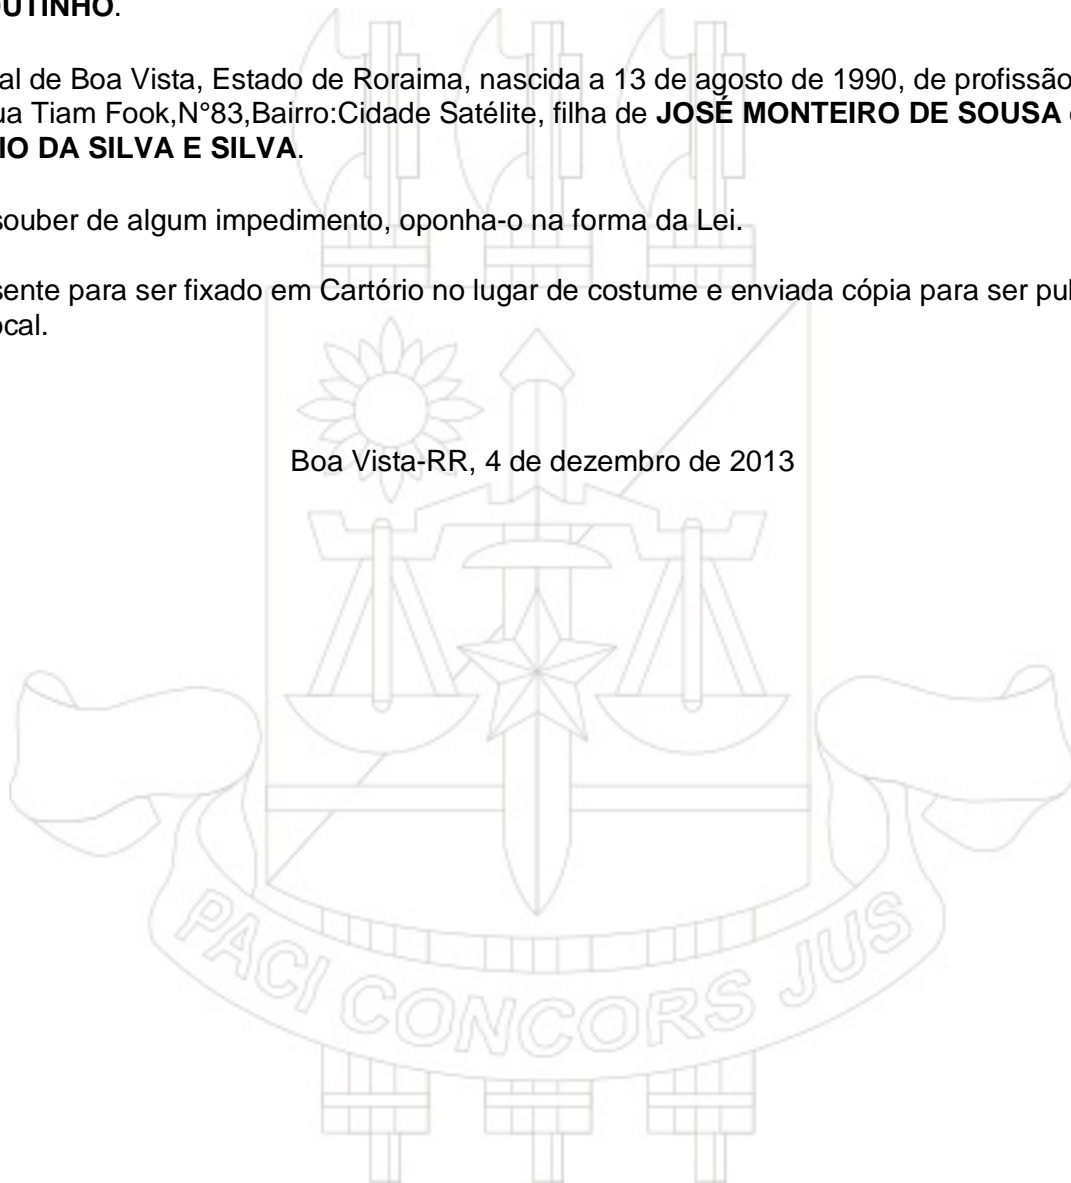 OUTINHO.
al de Boa Vista, Estado de Roraima, nascida a 13 de agosto de 1990, de profissão
ua Tiam Fook,N°83,Bairro:Cidade Satélite, filha de JOSÉ MONTEIRO DE SOUSA
IO DA SILVA E SILVA.
souber de algum impedimento, oponha-o na forma da Lei.
sente para ser fixado em Cartório no lugar de costume e enviada cópia para ser pul
ocal.
Boa Vista-RR, 4 de dezembro de 2013
PACI CONCORS JUS